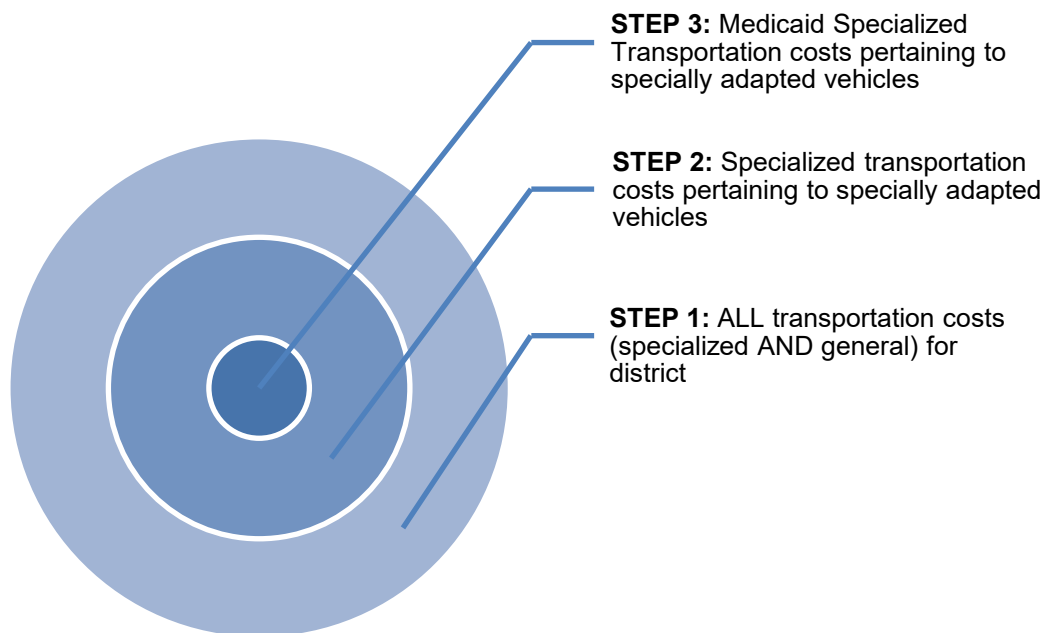 STEP 3: Medicaid Specialized
Transportation costs pertaining to
specially adapted vehicles
STEP 2: Specialized transportation
costs pertaining to specially adapted
vehicles
STEP 1: ALL transportation costs
(specialized AND general) for
district